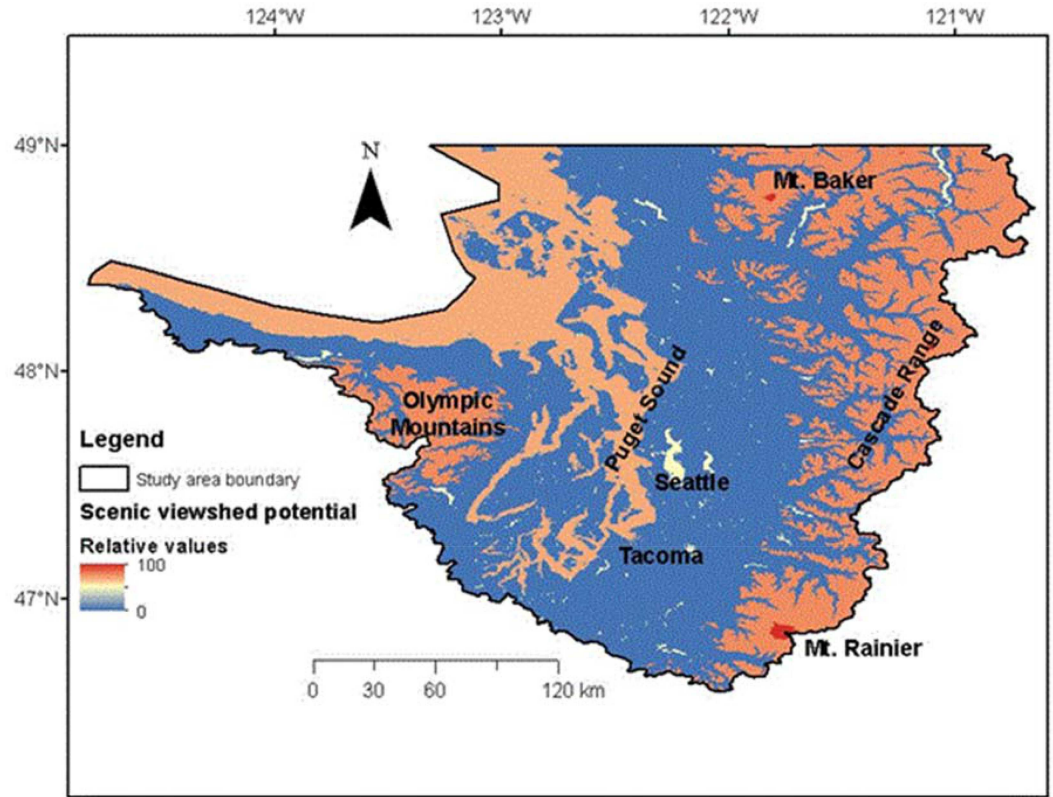 124°W 123°W 122°W 121°W
49°N
N
Mt. Baker
48°N
Cascade Range
Puget Sound
Olympic
Mountains
Legend
Study area boundary
Seattle
Scenic viewshed potential
Relative values
100
0
Tacoma
47°N
Mt. Rainier
0 30 60 120 km